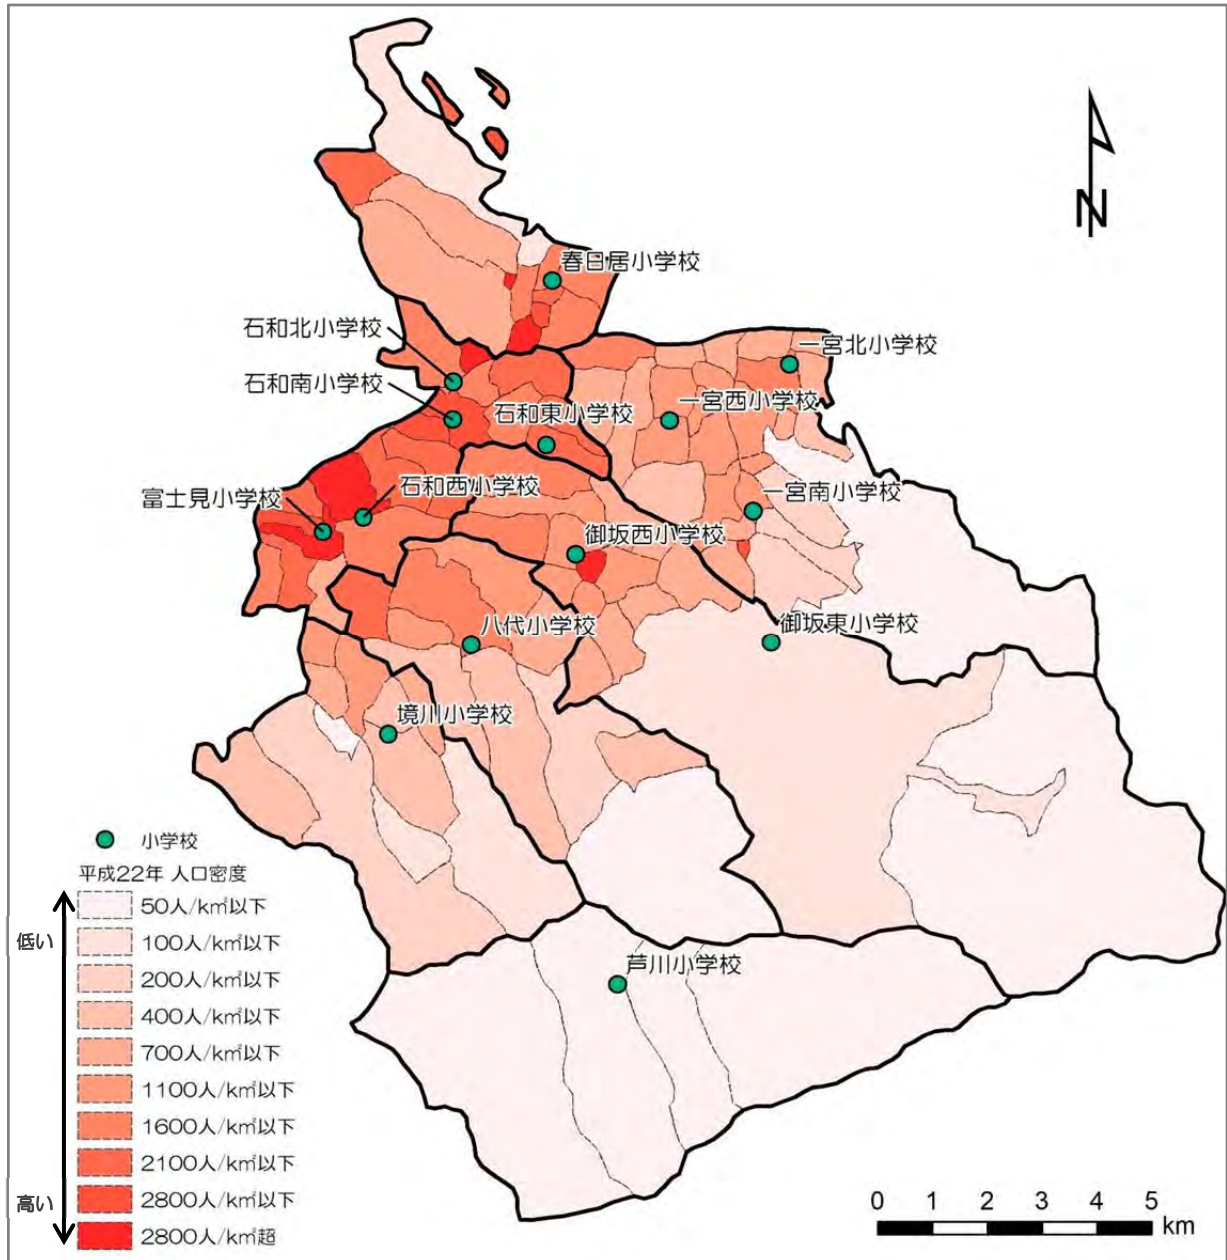 N
春日居小学校
石和北小学校
一宮北小学校
石和南小学校
一宮西小学校
石和東小学校
石和西小学校
一宮南小学校
富士見小学校
御坂西小学校
八代小学校
御坂東小学校
境川小学校
芦川小学校
小学校
平成22年 人口密度
低い
50人/k㎡以下
100人/k㎡以下
200人/k㎡以下
400人/k㎡以下
700人/k㎡以下
1100人/k㎡以下
1600人/k㎡以下
2100人/k㎡以下
2800人/k㎡以下
2800人/k㎡超
高い
0 1 2 3 4 5
km